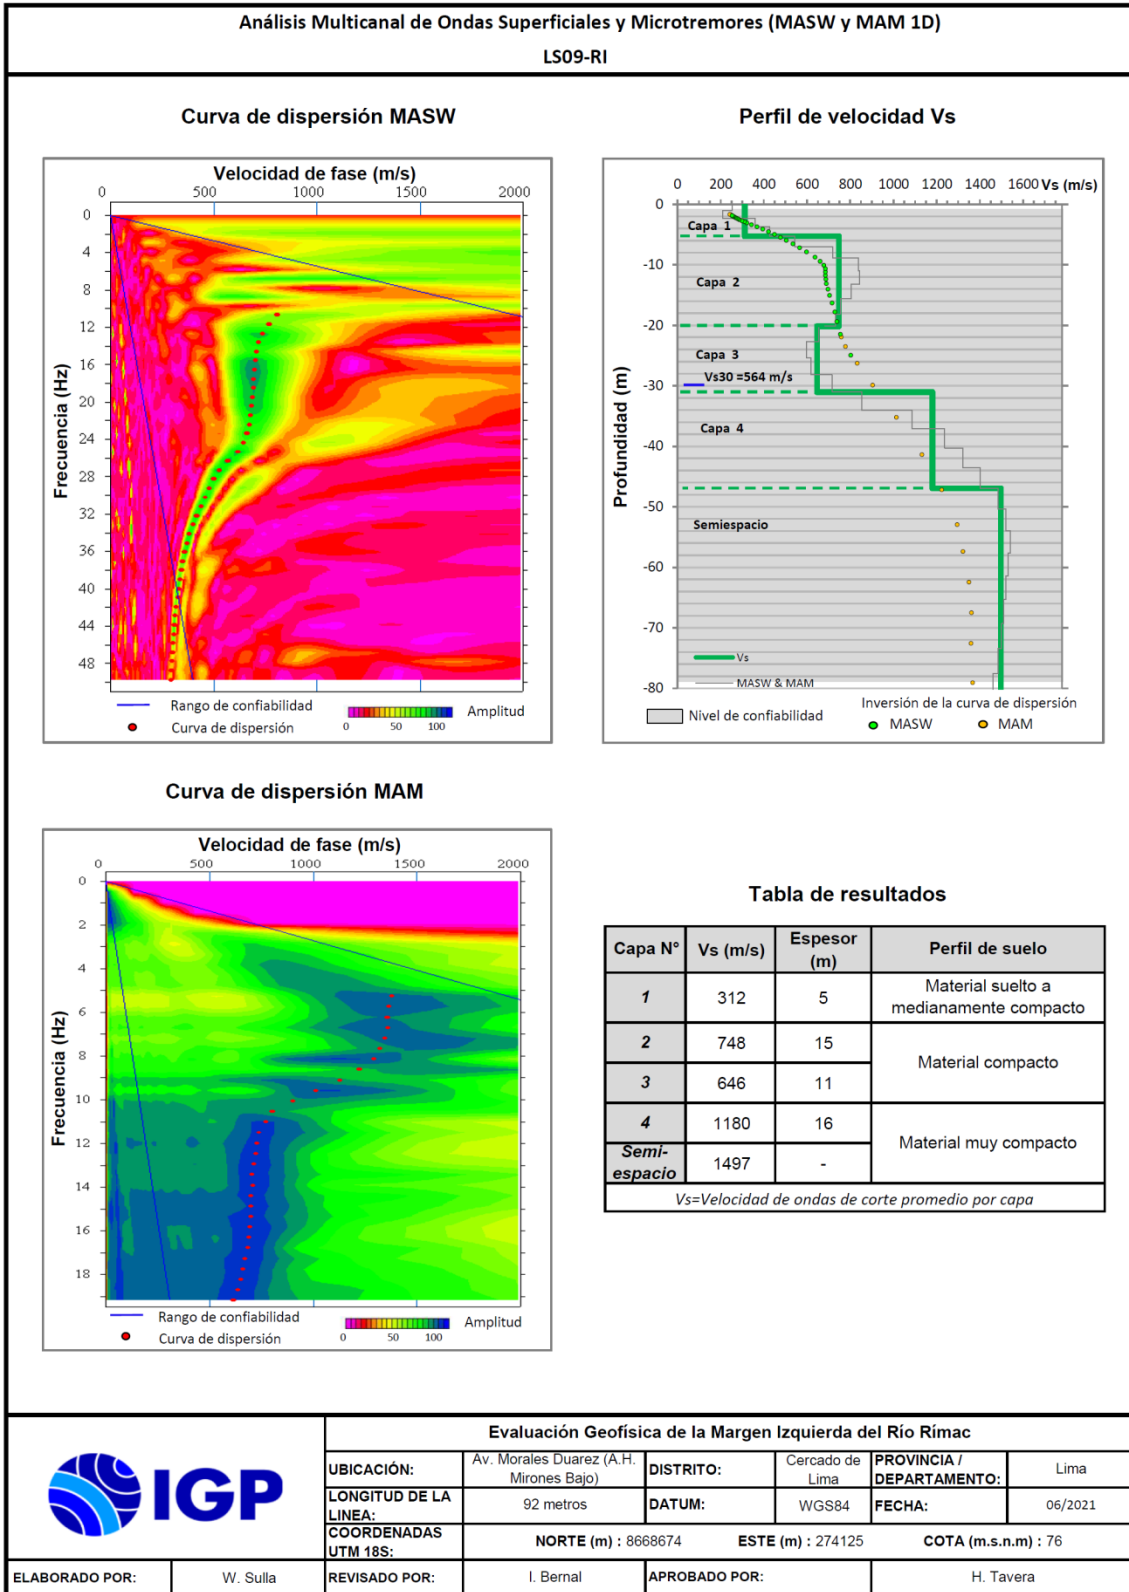 Análisis Multicanal de Ondas Superficiales y Microtremores (MASW y MAM 1D)
LS09-RI
Curva de dispersión MASW
Velocidad de fase (m/s)
0 500 1000 1500 2000
Frecuencia (Hz)
0
4
8
12
16
20
24
28
32
36
40
44
48
Rango de confiabilidad
Curva de dispersión
0 50 100
Amplitud
Perfil de velocidad Vs
0 200 400 600 800 1000 1200 1400 1600 Vs (m/s)
Profundidad (m)
0
-10
-20
-30
-40
-50
-60
-70
-80
Capa 1
Capa 2
Capa 3
Vs30 =564 m/s
Capa 4
Semiespacio
Vs
MASW & MAM
Nivel de confiabilidad
Inversión de la curva de dispersión
MASW MAM
Curva de dispersión MAM
Velocidad de fase (m/s)
0 500 1000 1500 2000
Frecuencia (Hz)
0
2
4
6
8
10
12
14
16
18
Rango de confiabilidad
Curva de dispersión
0 50 100
Amplitud
Tabla de resultados
Capa N° Vs (m/s) Espesor (m) Perfil de suelo
1 312 5 Material suelto a medianamente compacto
2 748 15 Material compacto
3 646 11
4 1180 16 Material muy compacto
Semi-espacio 1497 -
Vs=Velocidad de ondas de corte promedio por capa
IGP
Evaluación Geofísica de la Margen Izquierda del Río Rímac
UBICACIÓN: Av. Morales Duarez (A.H. Mirones Bajo) DISTRITO: Cercado de Lima PROVINCIA / DEPARTAMENTO: Lima
LONGITUD DE LA LINEA: 92 metros DATUM: WGS84 FECHA: 06/2021
COORDENADAS UTM 18S: NORTE (m) : 8668674 ESTE (m) : 274125 COTA (m.s.n.m) : 76
ELABORADO POR: W. Sulla REVISADO POR: I. Bernal APROBADO POR: H. Tavera